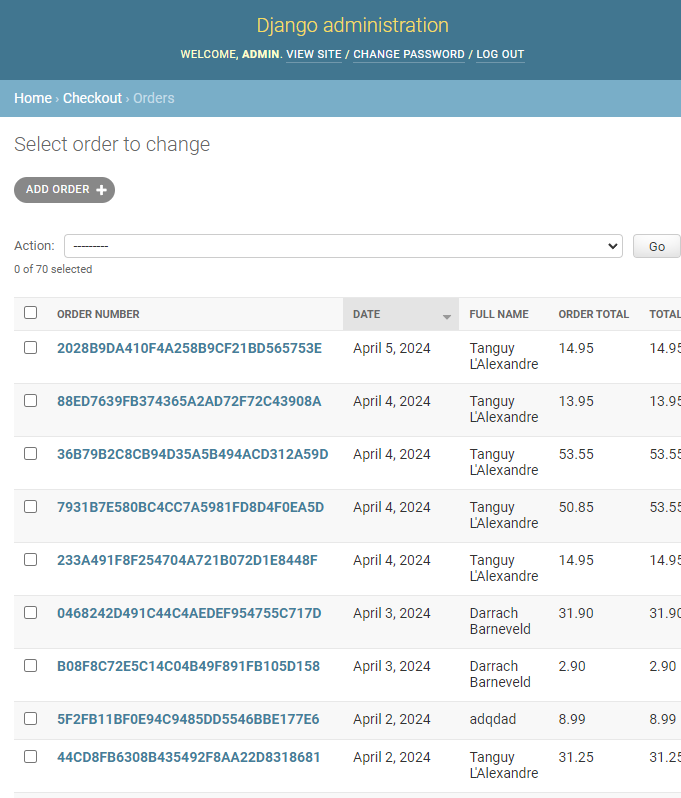 Django administration
WELCOME, ADMIN. VIEW SITE / CHANGE PASSWORD / LOG OUT
Home › Checkout › Orders
Select order to change
ADD ORDER +
Action: --------- Go
0 of 70 selected
ORDER NUMBER DATE FULL NAME ORDER TOTAL TOTAL
2028B9DA410F4A258B9CF21BD565753E April 5, 2024 Tanguy 14.95 14.95
L'Alexandre
88ED7639FB374365A2AD72F72C43908A April 4, 2024 Tanguy 13.95 13.95
L'Alexandre
36B79B2C8CB94D35A5B494ACD312A59D April 4, 2024 Tanguy 53.55 53.55
L'Alexandre
7931B7E580BC4CC7A5981FD8D4F0EA5D April 4, 2024 Tanguy 50.85 53.55
L'Alexandre
233A491F8F254704A721B072D1E8448F April 4, 2024 Tanguy 14.95 14.95
L'Alexandre
0468242D491C44C4AEDEF954755C717D April 3, 2024 Darrach 31.90 31.90
Barneveld
B08F8C72E5C14C04B49F891FB105D158 April 3, 2024 Darrach 2.90 2.90
Barneveld
5F2FB11BF0E94C9485DD5546BBE177E6 April 2, 2024 adqdad 8.99 8.99
44CD8FB6308B435492F8AA22D8318681 April 2, 2024 Tanguy 31.25 31.25
L'Alexandre